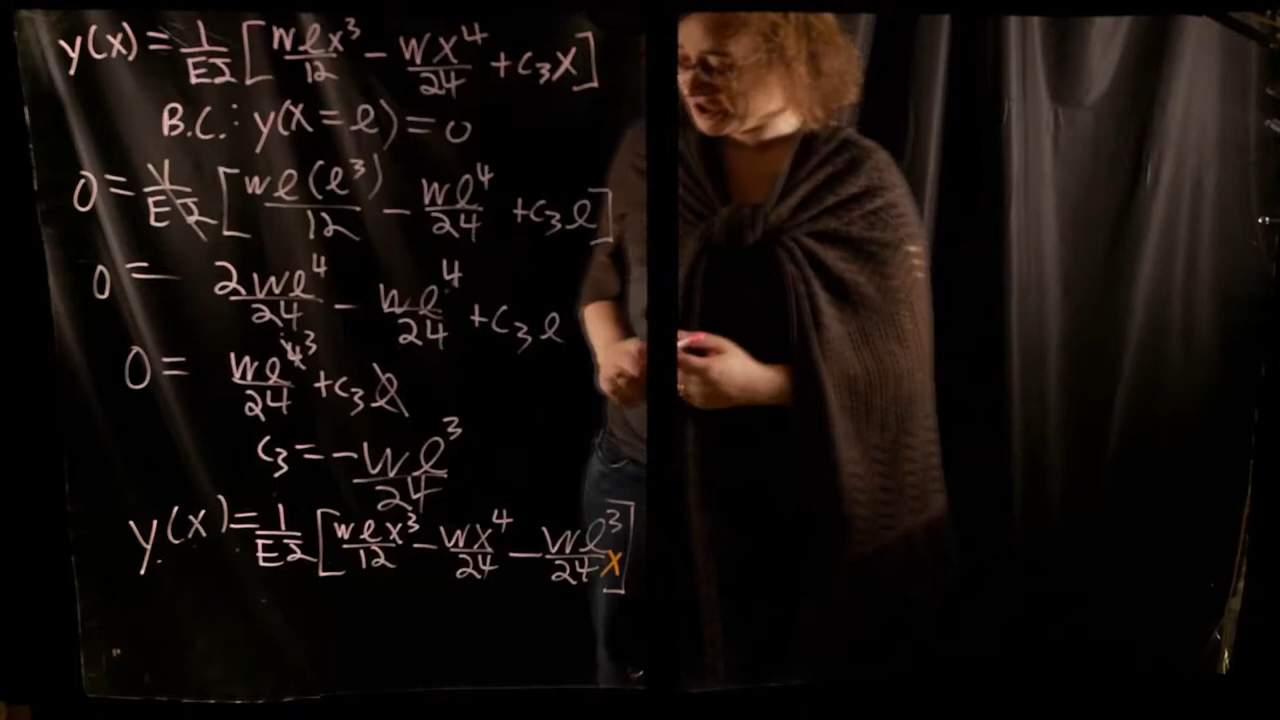 y(x) = 1/EI [wlx³/12 - wx⁴/24 + c₃x]
B.C.: y(x = l) = 0
0 = 1/EI [wl(l³)/12 - wl⁴/24 + c₃l]
0 = 2wl⁴/24 - wl⁴/24 + c₃l
0 = wl⁴³/24 + c₃l
c₃ = -wl³/24
y(x) = 1/EI [wlx³/12 - wx⁴/24 - wl³/24 x]